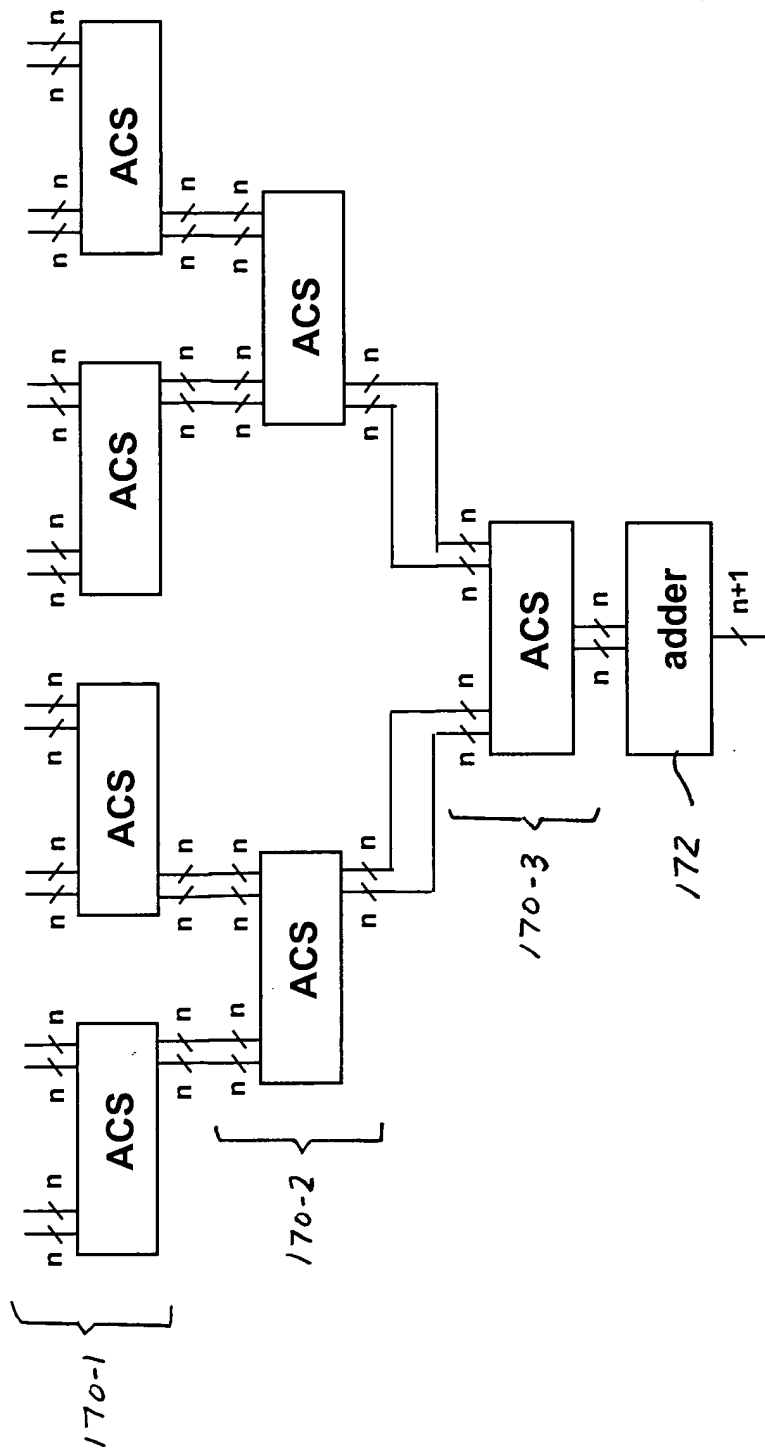 n n n n n n n n n n n n n n n n
170-1
ACS ACS ACS ACS
n n n n n n n n
n n n n n n n n
170-2
ACS ACS
n n n n
n n n n
170-3
ACS
n n
adder
172
n+1